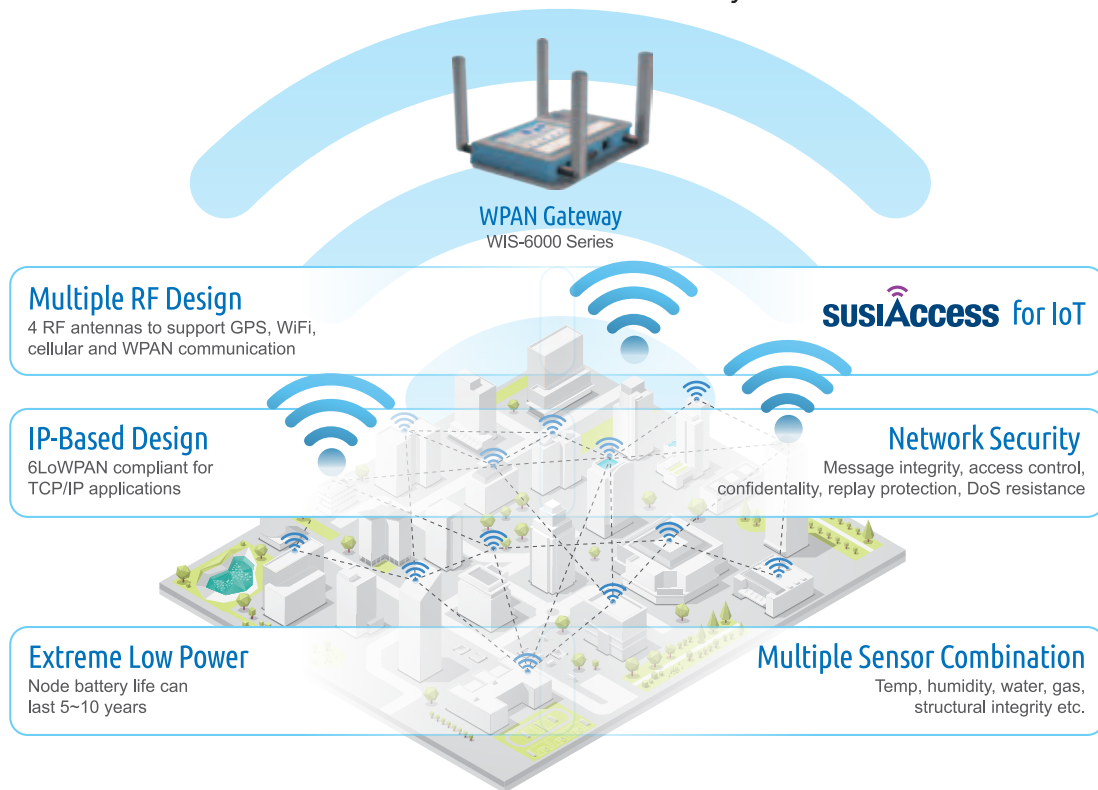 WPAN Gateway
WIS-6000 Series
Multiple RF Design
4 RF antennas to support GPS, WiFi,
cellular and WPAN communication
SUSIAccess for IoT
IP-Based Design
6LoWPAN compliant for
TCP/IP applications
Network Security
Message integrity, access control,
confidentality, replay protection, DoS resistance
Extreme Low Power
Node battery life can
last 5~10 years
Multiple Sensor Combination
Temp, humidity, water, gas,
structural integrity etc.